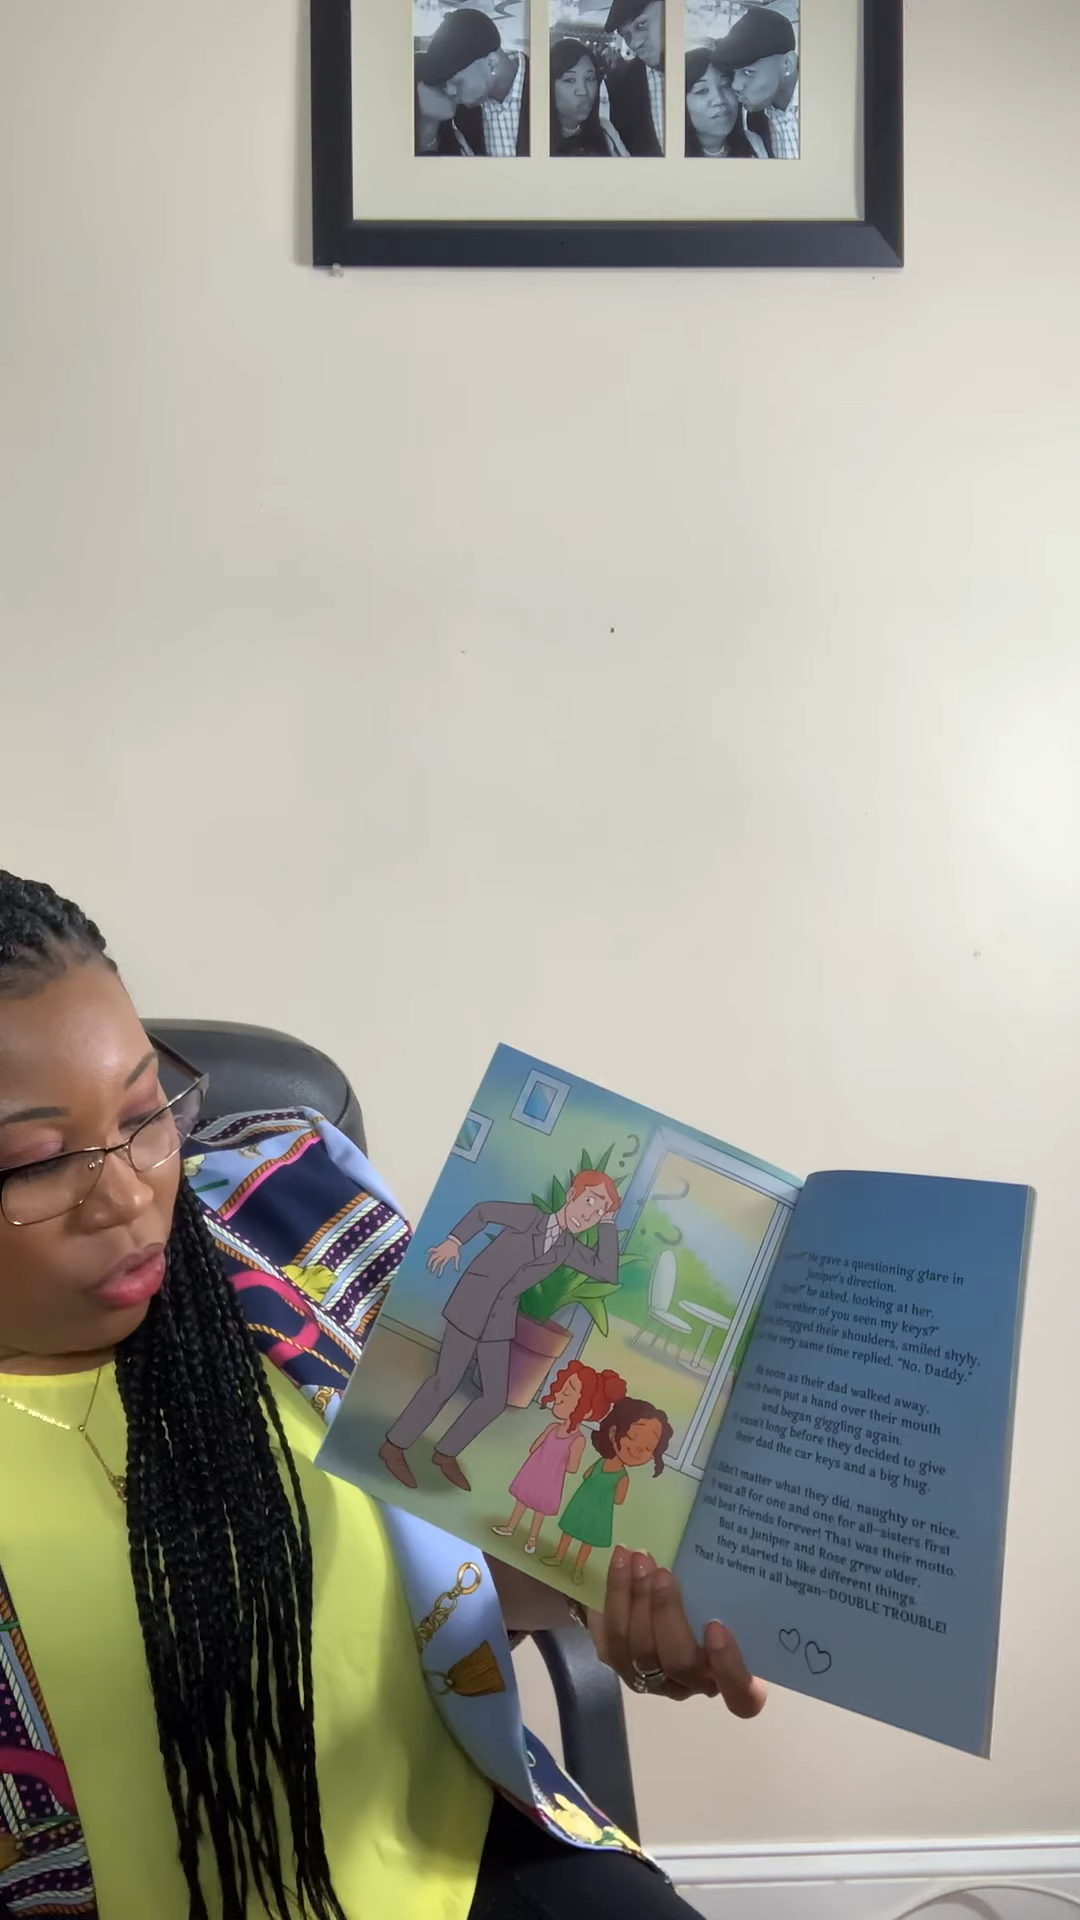 He gave a questioning glare in
Juniper's direction.
he asked, looking at her.
either of you seen my keys?"
shrugged their shoulders, smiled shyly,
the very same time replied, "No, Daddy."
As soon as their dad walked away,
each twin put a hand over their mouth
and began giggling again.
It wasn't long before they decided to give
their dad the car keys and a big hug.
It didn't matter what they did, naughty or nice.
It was all for one and one for all-sisters first
and best friends forever! That was their motto.
But as Juniper and Rose grew older,
they started to like different things.
That is when it all began-DOUBLE TROUBLE!